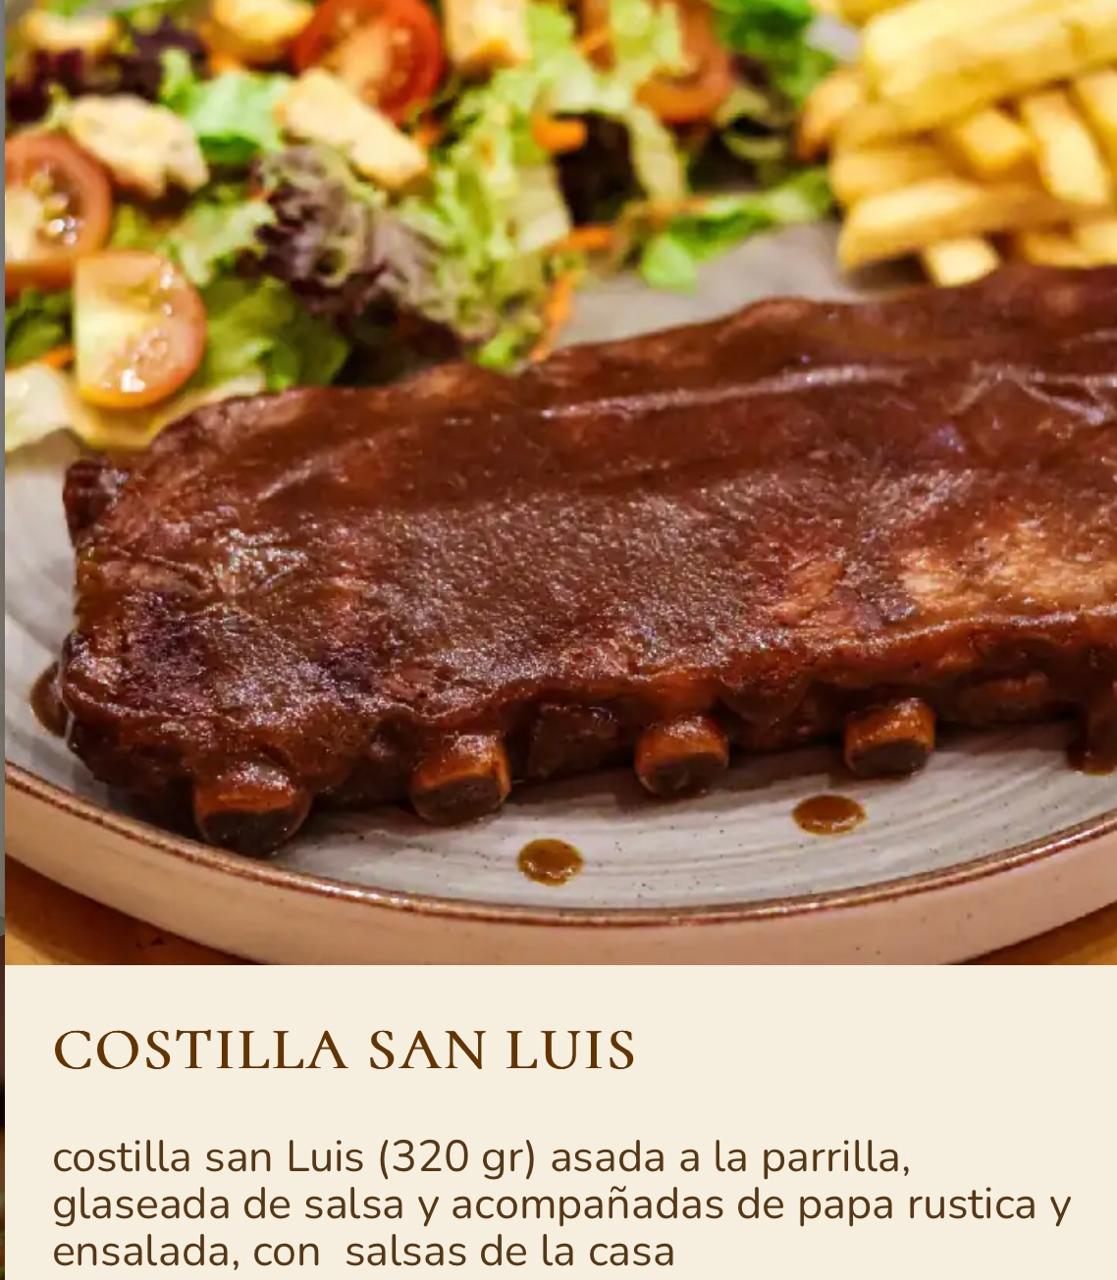 COSTILLA SAN LUIS
costilla san Luis (320 gr) asada a la parrilla,
glaseada de salsa y acompañadas de papa rustica y
ensalada, con  salsas de la casa